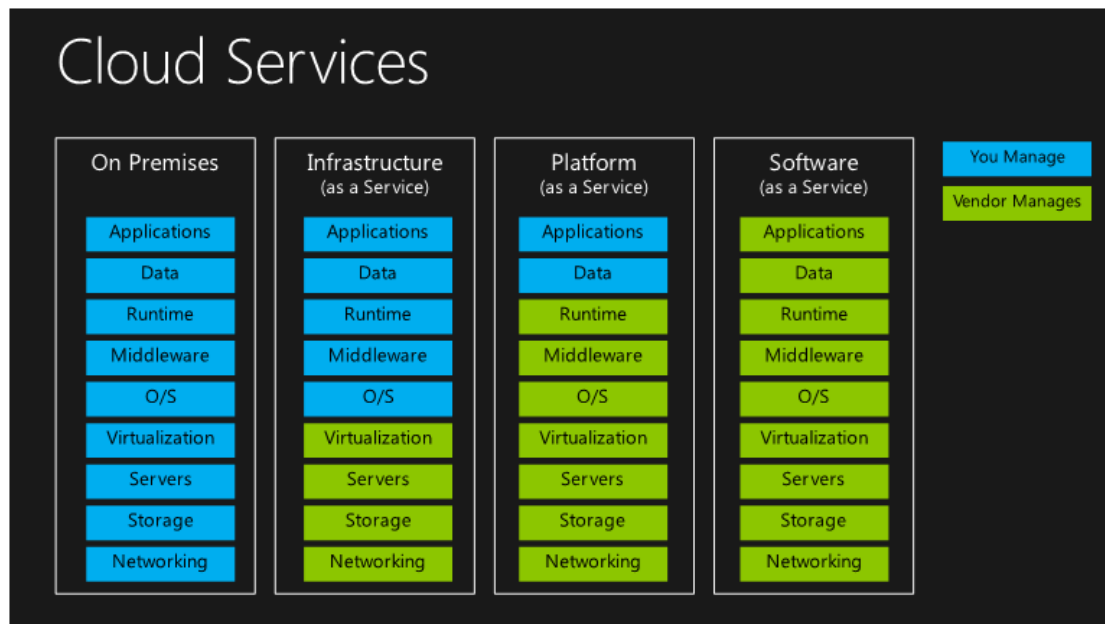 Cloud Services
On Premises
Applications
Data
Runtime
Middleware
O/S
Virtualization
Servers
Storage
Networking
Infrastructure
(as a Service)
Applications
Data
Runtime
Middleware
O/S
Virtualization
Servers
Storage
Networking
Platform
(as a Service)
Applications
Data
Runtime
Middleware
O/S
Virtualization
Servers
Storage
Networking
Software
(as a Service)
Applications
Data
Runtime
Middleware
O/S
Virtualization
Servers
Storage
Networking
You Manage
Vendor Manages